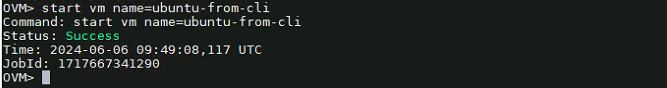 OVM> start vm name=ubuntu-from-cli
Command: start vm name=ubuntu-from-cli
Status: Success
Time: 2024-06-06 09:49:08,117 UTC
JobId: 1717667341290
OVM>